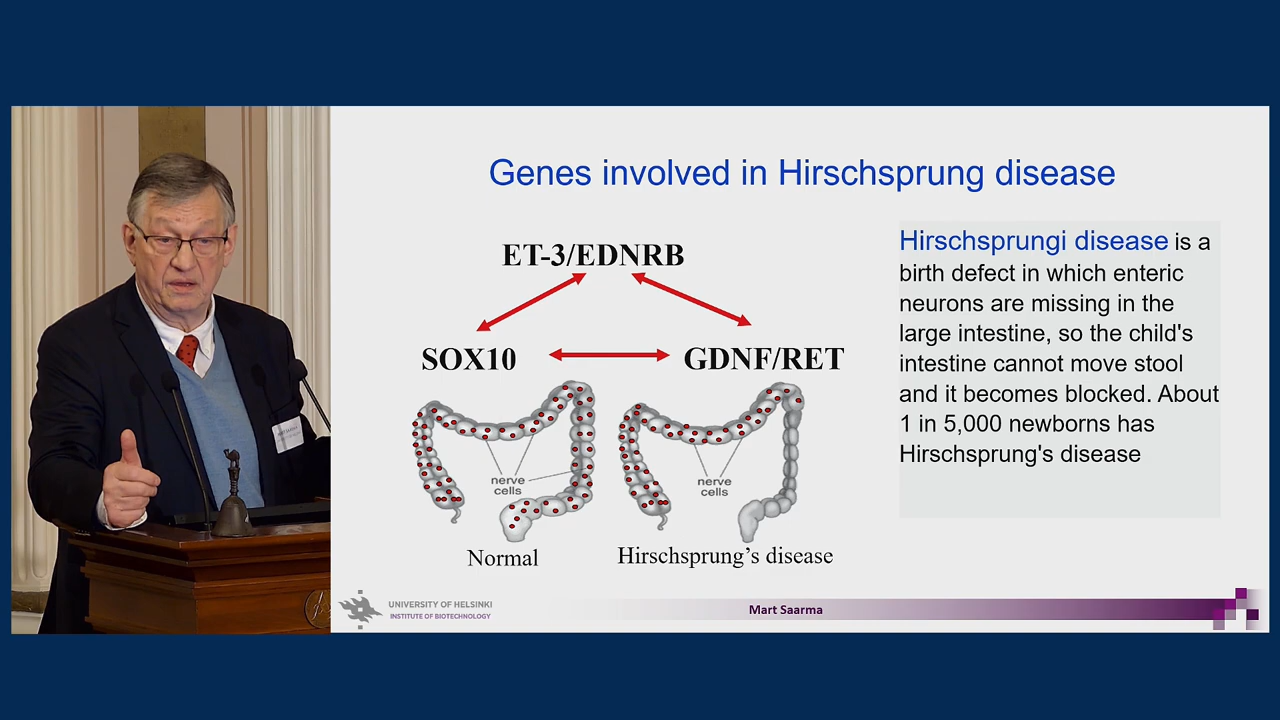 Genes involved in Hirschsprung disease
ET-3/EDNRB
SOX10
GDNF/RET
nerve
cells
nerve
cells
Normal
Hirschsprung’s disease
Hirschsprungi disease is a
birth defect in which enteric
neurons are missing in the
large intestine, so the child's
intestine cannot move stool
and it becomes blocked. About
1 in 5,000 newborns has
Hirschsprung's disease
UNIVERSITY OF HELSINKI
INSTITUTE OF BIOTECHNOLOGY
Mart Saarma